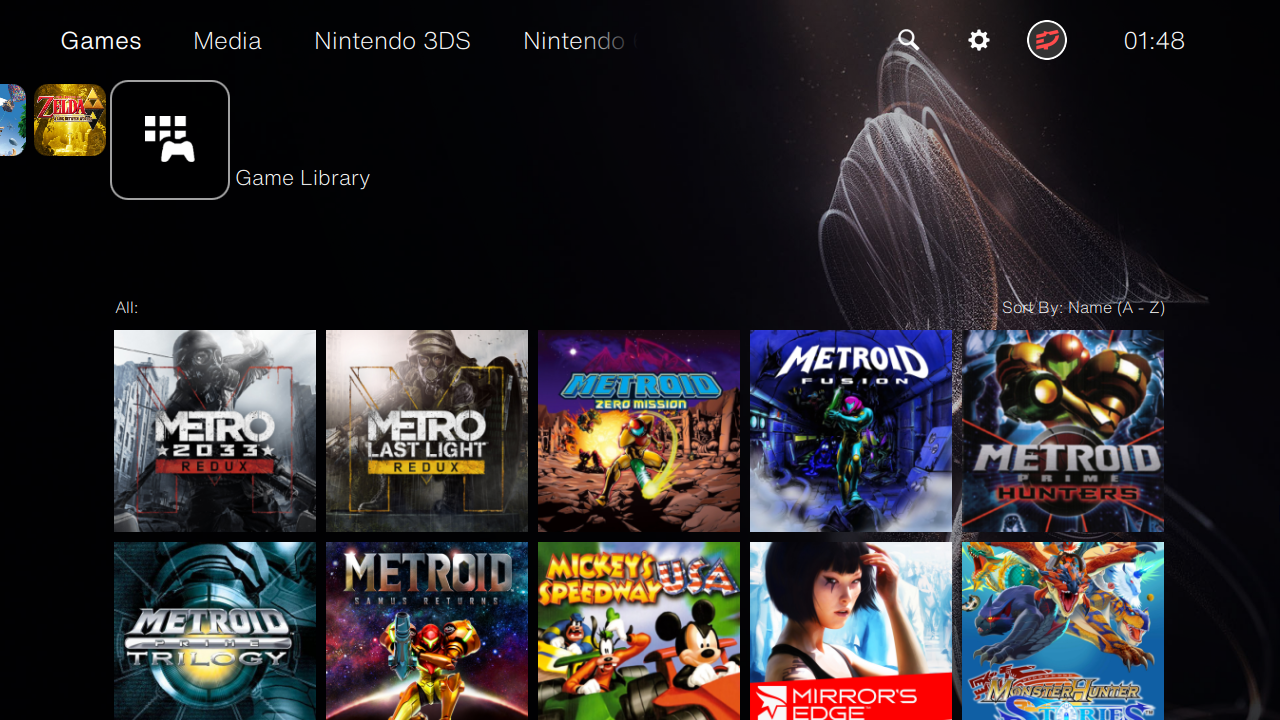 Games
Media
Nintendo 3DS
Nintendo
01:48
ZELDA
Game Library
All:
Sort By: Name (A - Z)
METRO
2033
REDUX
METRO
LAST LIGHT
REDUX
METROID
ZERO MISSION
METROID
FUSION
METROID
PRIME
HUNTERS
METROID
PRIME
TRILOGY
METROID
SAMUS RETURNS
MICKEY'S
SPEEDWAY USA
MIRROR'S
EDGE™
MONSTER HUNTER
STORIES